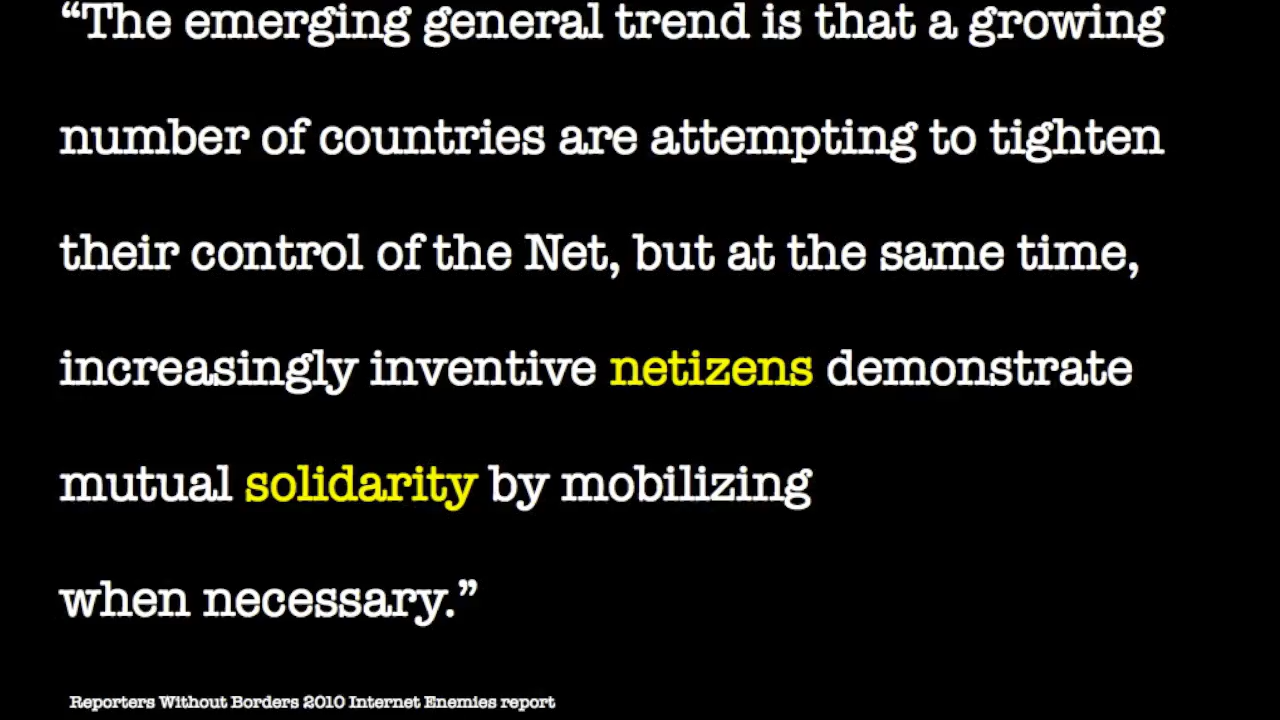 “The emerging general trend is that a growing
number of countries are attempting to tighten
their control of the Net, but at the same time,
increasingly inventive netizens demonstrate
mutual solidarity by mobilizing
when necessary.”
Reporters Without Borders 2010 Internet Enemies report